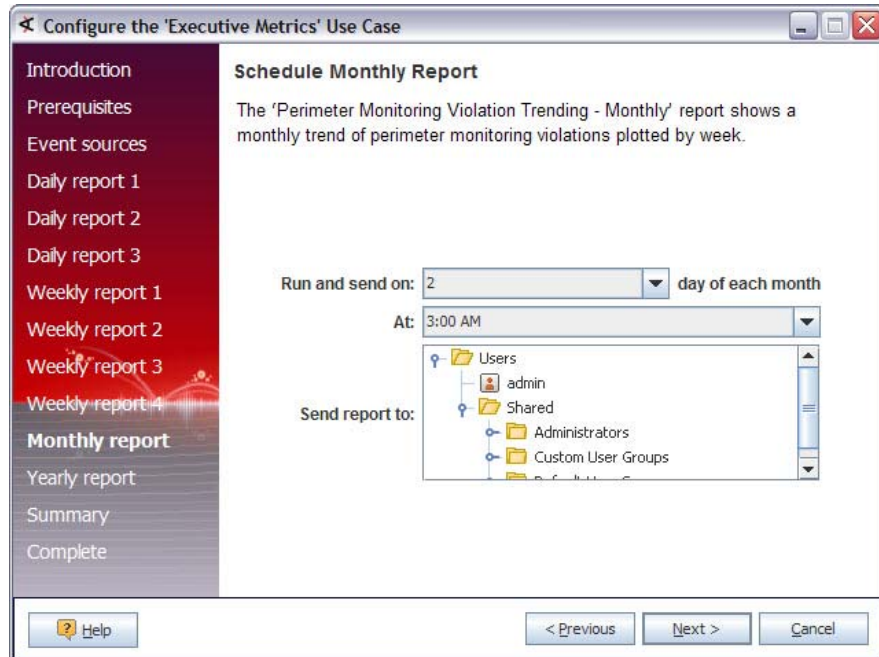 Configure the 'Executive Metrics' Use Case
Introduction
Prerequisites
Event sources
Daily report 1
Daily report 2
Daily report 3
Weekly report 1
Weekly report 2
Weekly report 3
Weekly report 4
Monthly report
Yearly report
Summary
Complete
Schedule Monthly Report
The 'Perimeter Monitoring Violation Trending - Monthly' report shows a
monthly trend of perimeter monitoring violations plotted by week.
Run and send on: 2 day of each month
At: 3:00 AM
Send report to:
Users
admin
Shared
Administrators
Custom User Groups
Help
< Previous
Next >
Cancel